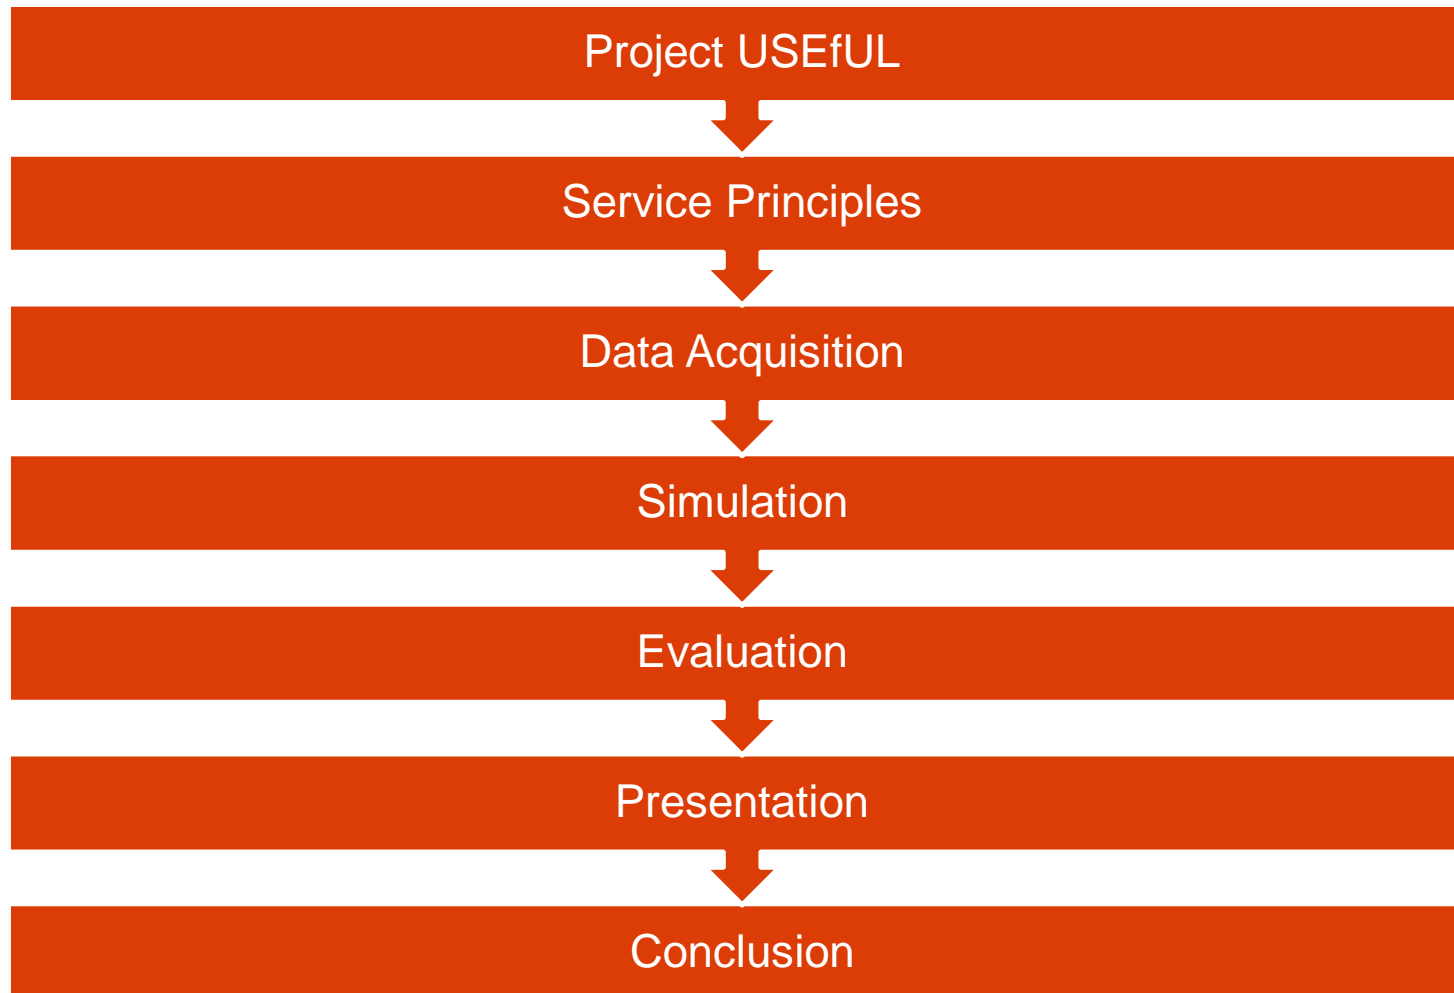 Project USEfUL
Service Principles
Data Acquisition
Simulation
Evaluation
Presentation
Conclusion